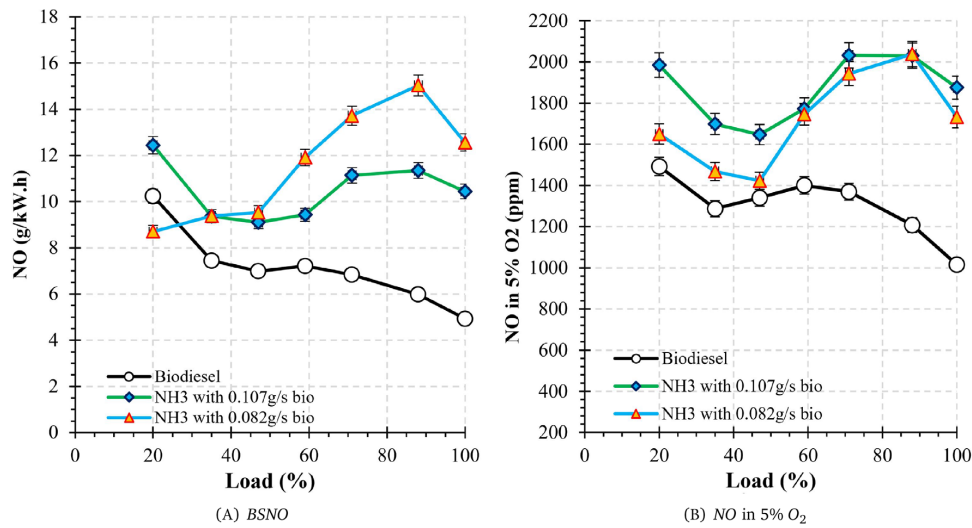 18
16
14
12
10
8
6
4
2
0
NO (g/kW.h)
0 20 40 60 80 100
Load (%)
Biodiesel
NH3 with 0.107g/s bio
NH3 with 0.082g/s bio
(A) BSNO
2200
2000
1800
1600
1400
1200
1000
800
600
400
200
NO in 5% O2 (ppm)
0 20 40 60 80 100
Load (%)
Biodiesel
NH3 with 0.107g/s bio
NH3 with 0.082g/s bio
(B) NO in 5% O₂